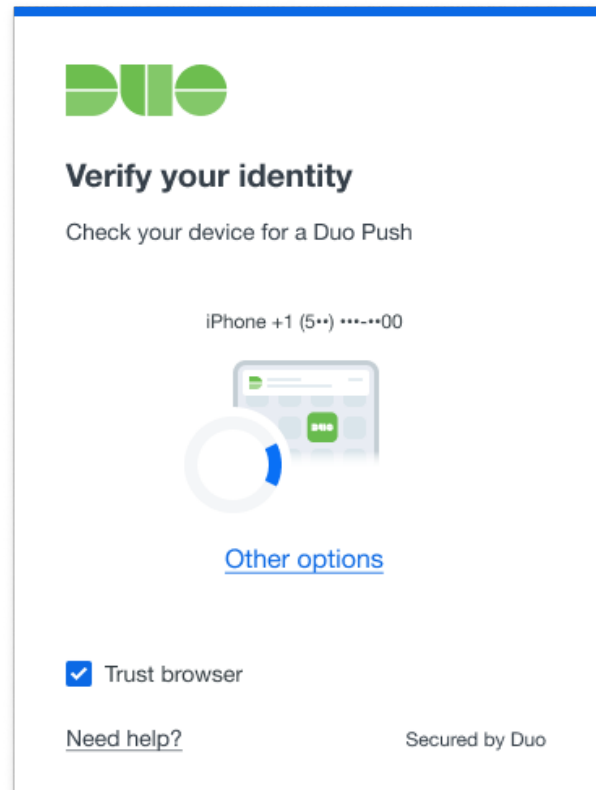 DUO
Verify your identity
Check your device for a Duo Push
iPhone +1 (5••) •••-••00
DUO
Other options
Trust browser
Need help?
Secured by Duo